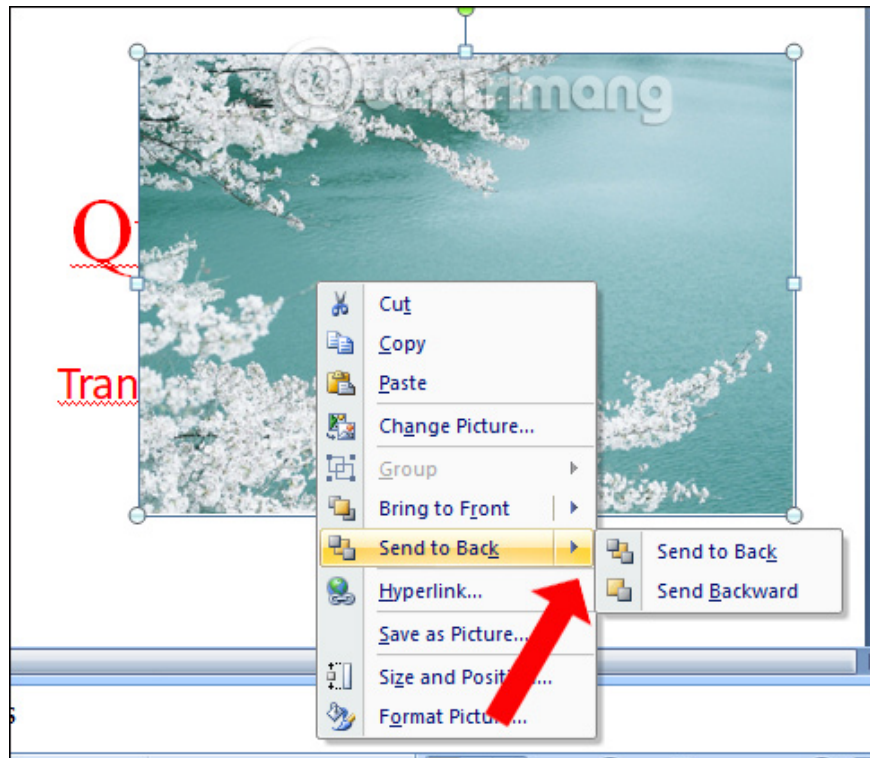 uantrimang
Q
Tran
Cut
Copy
Paste
Change Picture...
Group
Bring to Front
Send to Back
Send to Back
Send Backward
Hyperlink...
Save as Picture...
Size and Positi...
Format Pictu...
s